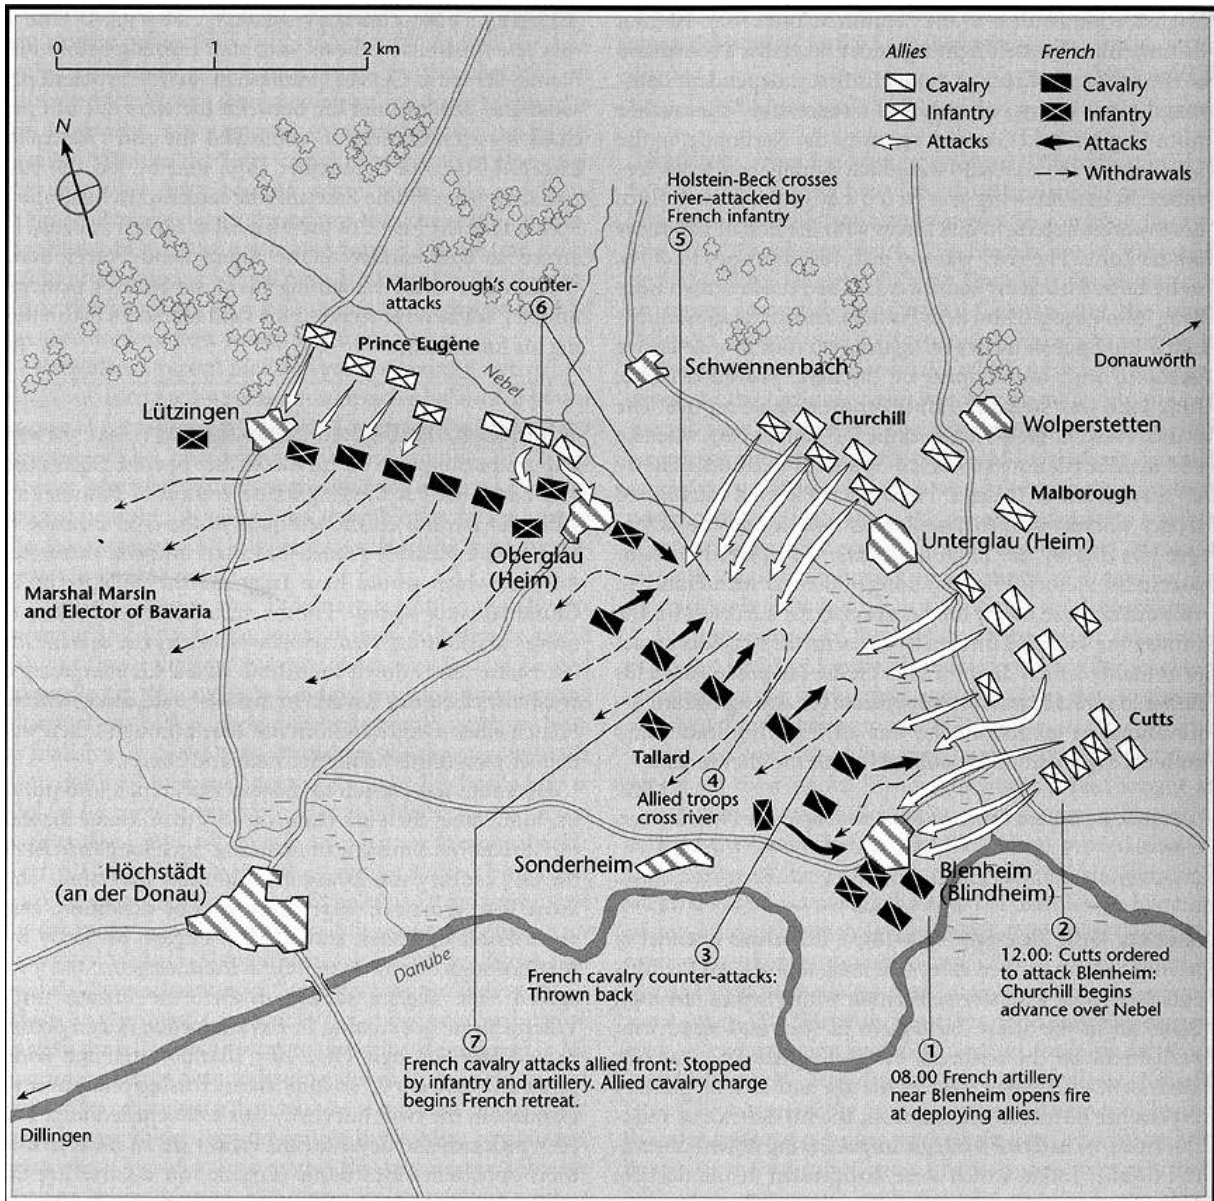 0 1 2 km
Allies French
Cavalry Cavalry
Infantry Infantry
Attacks Attacks
Withdrawals
N
Holstein-Beck crosses
river–attacked by
French infantry
5
Marlborough's counter-
attacks
6
Prince Eugène
Nebel
Donauwörth
Schwennenbach
Lützingen
Churchill
Wolperstetten
Malborough
Unterglau (Heim)
Oberglau
(Heim)
Marshal Marsin
and Elector of Bavaria
Cutts
Tallard
4
Allied troops
cross river
Sonderheim
Höchstädt
(an der Donau)
Blenheim
(Blindheim)
Danube
3
French cavalry counter-attacks:
Thrown back
2
12.00: Cutts ordered
to attack Blenheim:
Churchill begins
advance over Nebel
7
French cavalry attacks allied front: Stopped
by infantry and artillery. Allied cavalry charge
begins French retreat.
1
08.00 French artillery
near Blenheim opens fire
at deploying allies.
Dillingen